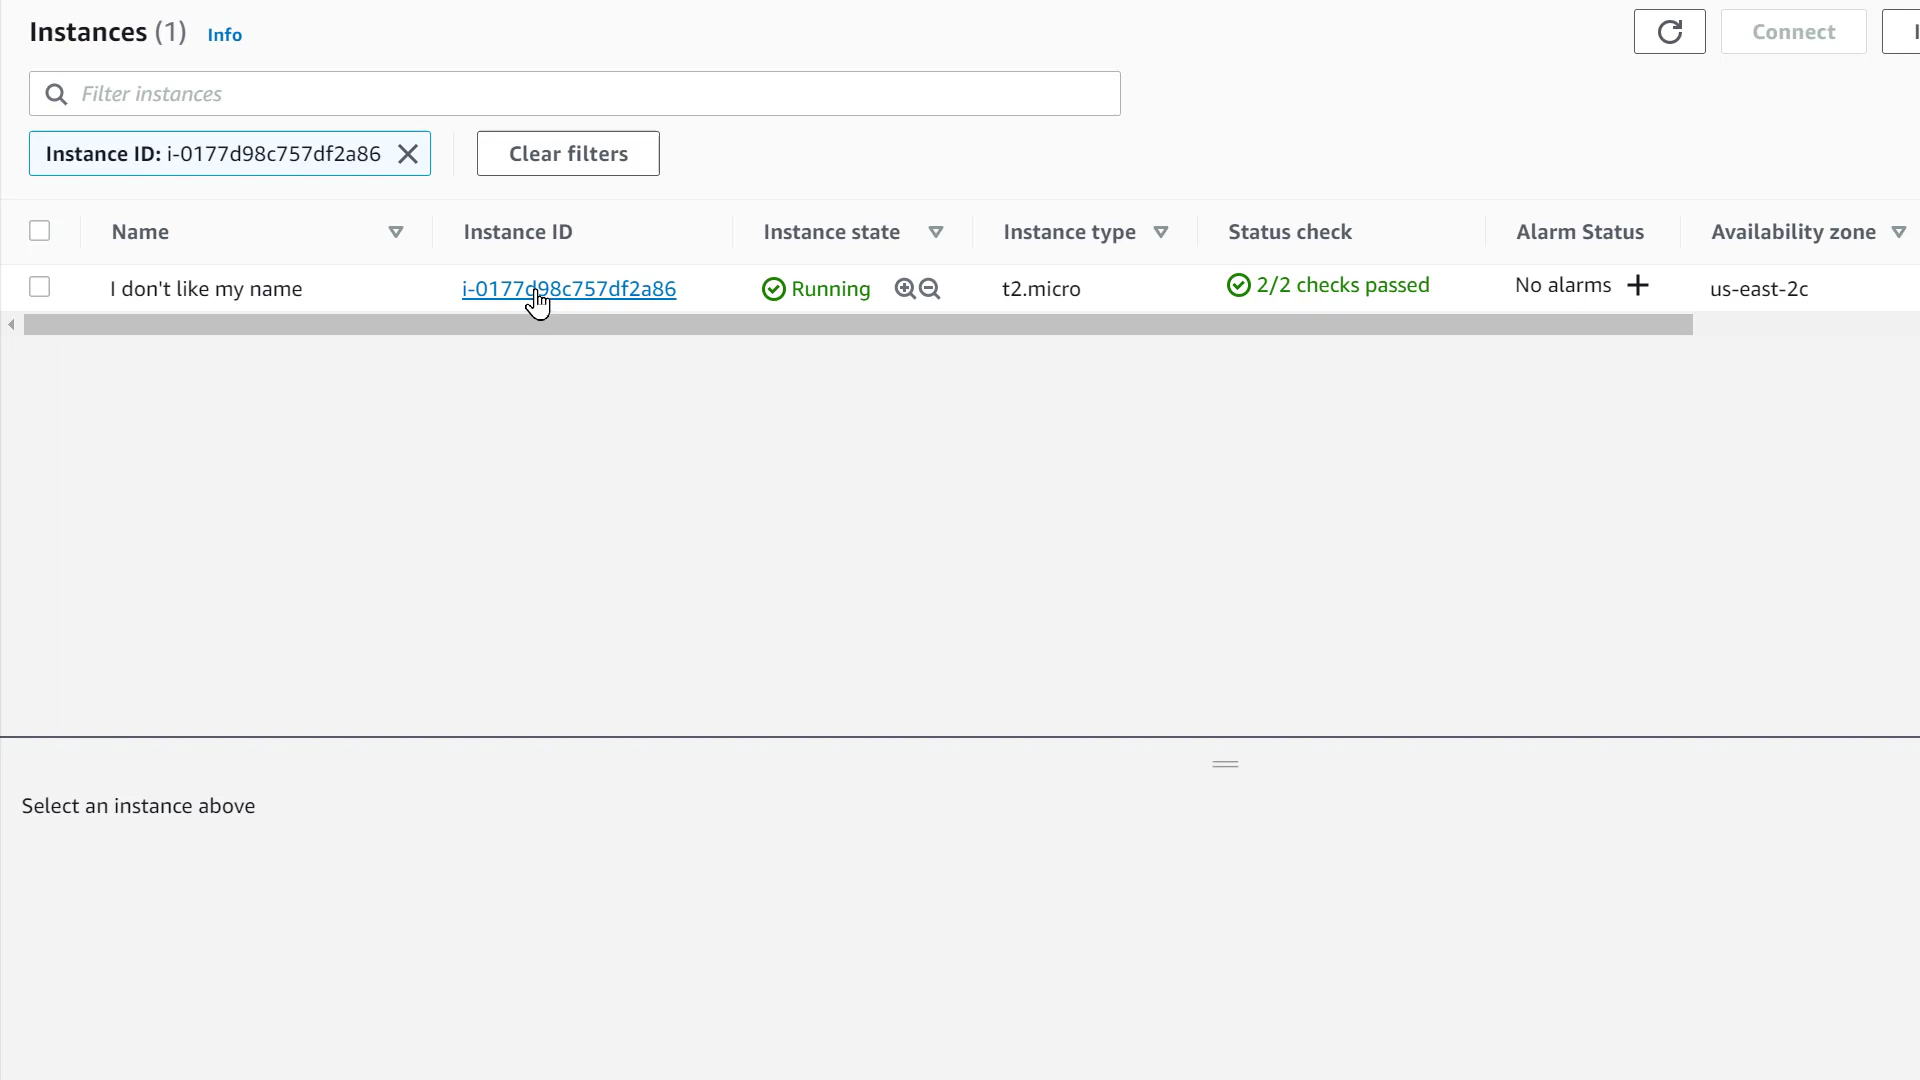 Instances (1) Info
Connect
Filter instances
Instance ID: i-0177d98c757df2a86
Clear filters
Name Instance ID Instance state Instance type Status check Alarm Status Availability zone
I don't like my name i-0177d98c757df2a86 Running t2.micro 2/2 checks passed No alarms us-east-2c
Select an instance above